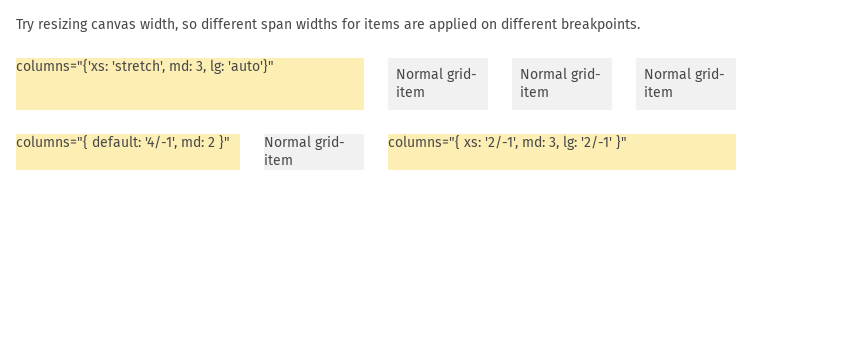 Try resizing canvas width, so different span widths for items are applied on different breakpoints.
columns="{'xs: 'stretch', md: 3, lg: 'auto'}"
Normal grid-
item
Normal grid-
item
Normal grid-
item
columns="{ default: '4/-1', md: 2 }"
Normal grid-
item
columns="{ xs: '2/-1', md: 3, lg: '2/-1' }"